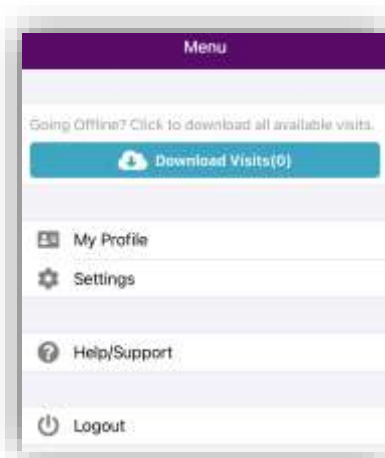 Menu
Going Offline? Click to download all available visits.
Download Visits(0)
My Profile
Settings
Help/Support
Logout